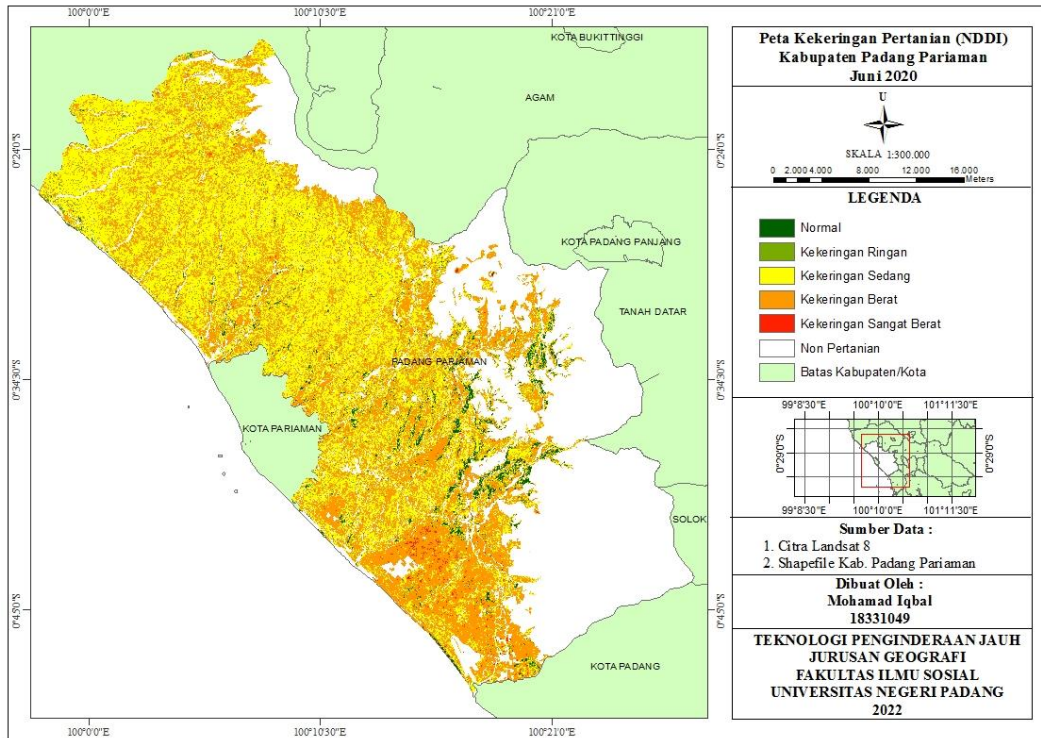 100°0'0"E 100°10'30"E 100°21'0"E
KOTA BUKITTINGGI
AGAM
0°24'0"S 0°24'0"S
KOTA PADANG PANJANG
TANAH DATAR
PADANG PARIAMAN
0°34'30"S 0°34'30"S
KOTA PARIAMAN
SOLOK
0°45'0"S 0°45'0"S
KOTA PADANG
100°0'0"E 100°10'30"E 100°21'0"E
Peta Kekeringan Pertanian (NDDI)
Kabupaten Padang Pariaman
Juni 2020
U
SKALA 1:300.000
0 2.000 4.000 8.000 12.000 16.000
Meters
LEGENDA
Normal
Kekeringan Ringan
Kekeringan Sedang
Kekeringan Berat
Kekeringan Sangat Berat
Non Pertanian
Batas Kabupaten/Kota
99°8'30"E 100°10'0"E 101°11'30"E
0°29'0"S 0°29'0"S
99°8'30"E 100°10'0"E 101°11'30"E
Sumber Data :
1. Citra Landsat 8
2. Shapefile Kab. Padang Pariaman
Dibuat Oleh :
Mohamad Iqbal
18331049
TEKNOLOGI PENGINDERAAN JAUH
JURUSAN GEOGRAFI
FAKULTAS ILMU SOSIAL
UNIVERSITAS NEGERI PADANG
2022